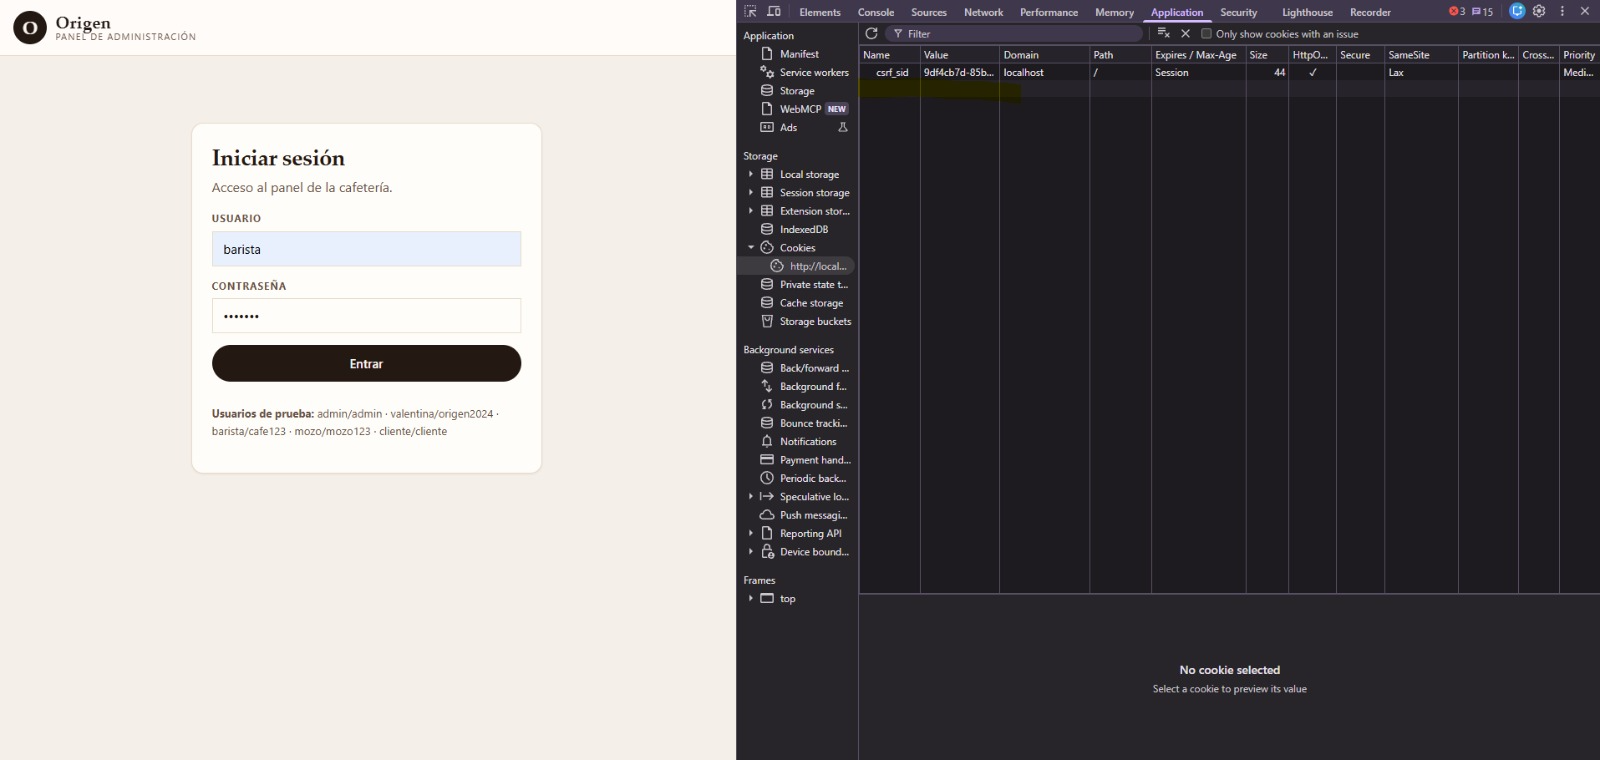 O
Origen
PANEL DE ADMINISTRACIÓN
Iniciar sesión
Acceso al panel de la cafetería.
USUARIO
barista
CONTRASEÑA
•••••••
Entrar
Usuarios de prueba: admin/admin · valentina/origen2024 ·
barista/cafe123 · mozo/mozo123 · cliente/cliente
Elements Console Sources Network Performance Memory Application Security Lighthouse Recorder 3 15
Application
Manifest
Service workers
Storage
WebMCP NEW
Ads
Storage
Local storage
Session storage
Extension stor...
IndexedDB
Cookies
http://local...
Private state t...
Cache storage
Storage buckets
Background services
Back/forward ...
Background f...
Background s...
Bounce tracki...
Notifications
Payment hand...
Periodic back...
Speculative lo...
Push messagi...
Reporting API
Device bound...
Frames
top
Filter Only show cookies with an issue
Name Value Domain Path Expires / Max-Age Size HttpO... Secure SameSite Partition k... Cross... Priority
csrf_sid 9df4cb7d-85b... localhost / Session 44 ✓ Lax Medi...
No cookie selected
Select a cookie to preview its value